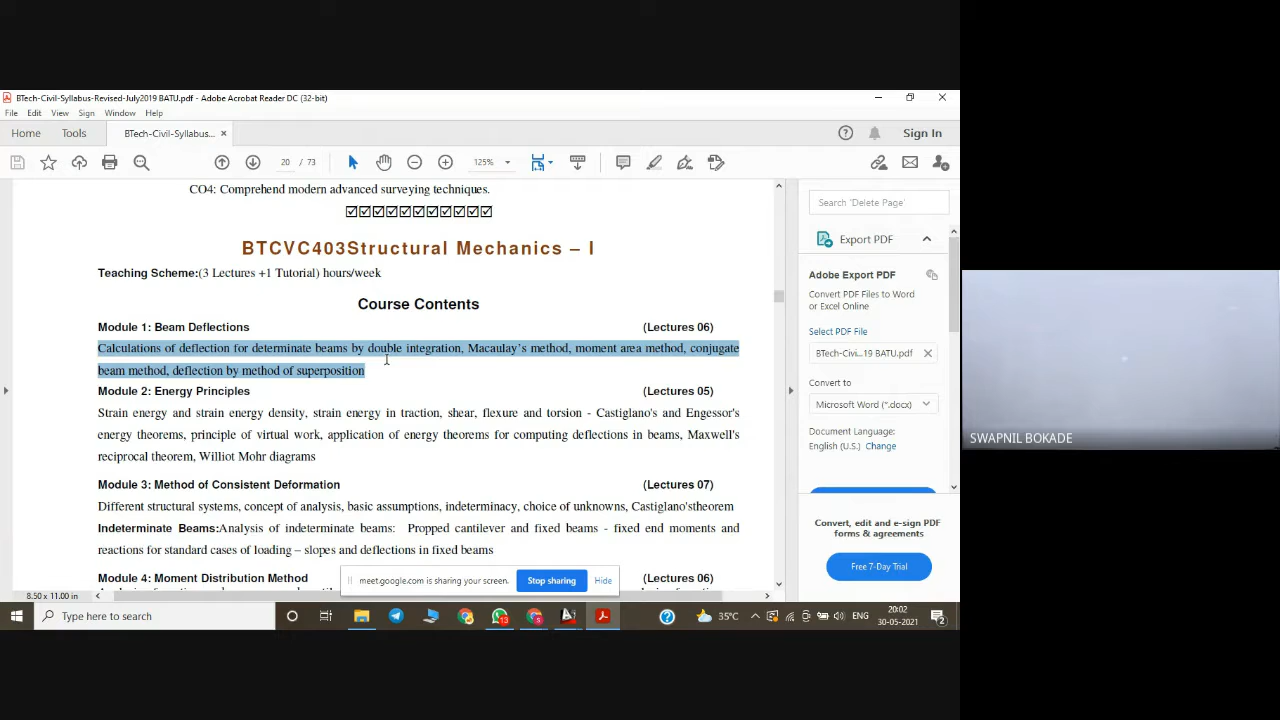 BTech-Civil-Syllabus-Revised-July2019 BATU.pdf - Adobe Acrobat Reader DC (32-bit)
File Edit View Sign Window Help
Home Tools BTech-Civil-Syllabus... × Sign In
20 / 73 125%
CO4: Comprehend modern advanced surveying techniques.
☑☑☑☑☑☑☑☑☑☑☑
BTCVC403Structural Mechanics – I
Teaching Scheme:(3 Lectures +1 Tutorial) hours/week
Course Contents
Module 1: Beam Deflections (Lectures 06)
Calculations of deflection for determinate beams by double integration, Macaulay’s method, moment area method, conjugate
beam method, deflection by method of superposition
Module 2: Energy Principles (Lectures 05)
Strain energy and strain energy density, strain energy in traction, shear, flexure and torsion - Castiglano's and Engessor's
energy theorems, principle of virtual work, application of energy theorems for computing deflections in beams, Maxwell's
reciprocal theorem, Williot Mohr diagrams
Module 3: Method of Consistent Deformation (Lectures 07)
Different structural systems, concept of analysis, basic assumptions, indeterminacy, choice of unknowns, Castiglano'stheorem
Indeterminate Beams:Analysis of indeterminate beams: Propped cantilever and fixed beams - fixed end moments and
reactions for standard cases of loading – slopes and deflections in fixed beams
Module 4: Moment Distribution Method (Lectures 06)
8.50 x 11.00 in
meet.google.com is sharing your screen. Stop sharing Hide
Search 'Delete Page'
Export PDF
Adobe Export PDF
Convert PDF Files to Word
or Excel Online
Select PDF File
BTech-Civi...19 BATU.pdf
Convert to
Microsoft Word (*.docx)
Document Language:
English (U.S.) Change
Convert, edit and e-sign PDF
forms & agreements
Free 7-Day Trial
SWAPNIL BOKADE
Type here to search
13
35°C
ENG
20:02
30-05-2021
2